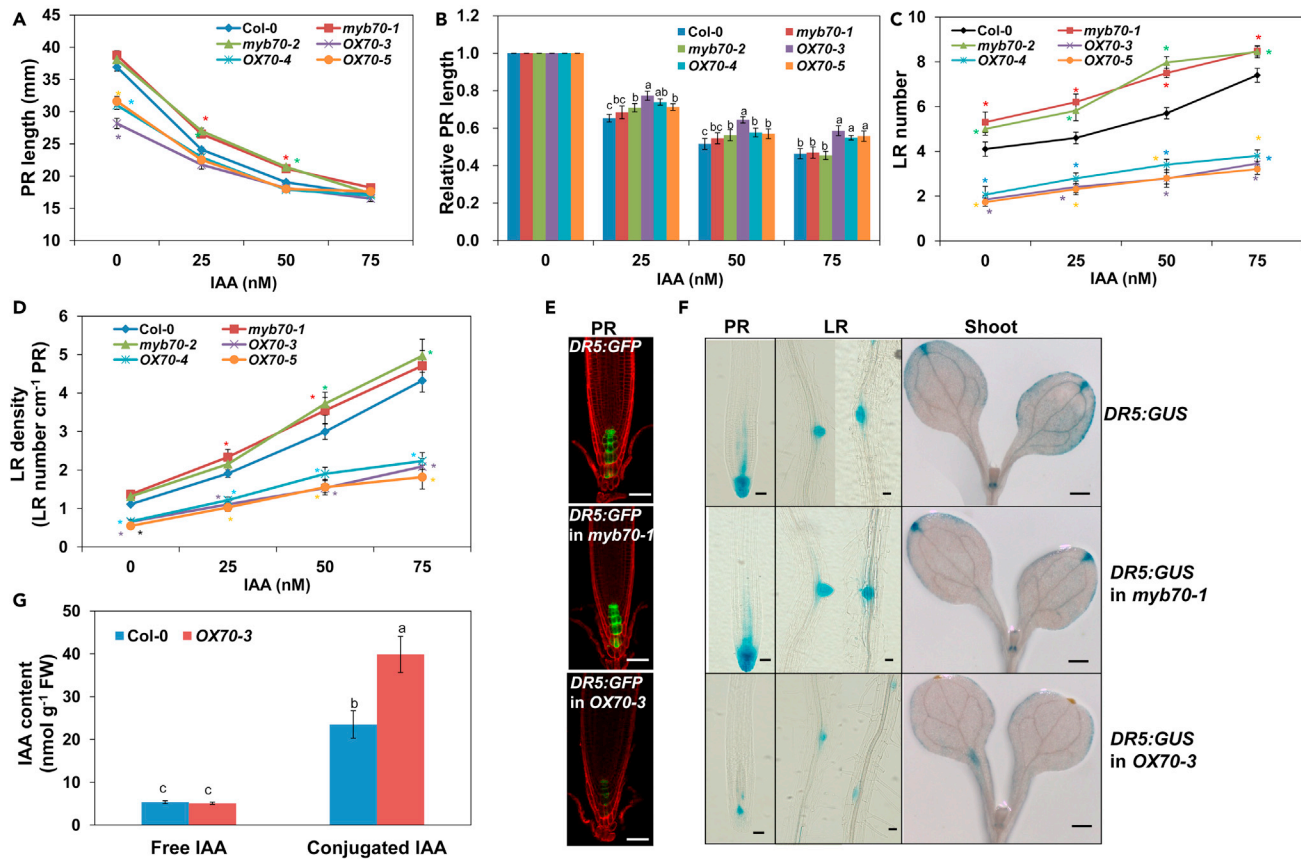 A
Col-0 myb70-1
myb70-2 OX70-3
OX70-4 OX70-5
PR length (mm)
45
40
35
30
25
20
15
10
* * * * * * *
0 25 50 75
IAA (nM)
B
Col-0 myb70-1
myb70-2 OX70-3
OX70-4 OX70-5
Relative PR length
1.2
1.0
0.8
0.6
0.4
0.2
0.0
c bc b a ab b
c bc b a b b
b b b a a a
0 25 50 75
IAA (nM)
C
Col-0 myb70-1
myb70-2 OX70-3
OX70-4 OX70-5
LR number
10
8
6
4
2
0
0 25 50 75
IAA (nM)
D
Col-0 myb70-1
myb70-2 OX70-3
OX70-4 OX70-5
LR density
(LR number cm-1 PR)
6
5
4
3
2
1
0
0 25 50 75
IAA (nM)
E
PR
DR5:GFP
DR5:GFP
in myb70-1
DR5:GFP
in OX70-3
F
PR LR Shoot
DR5:GUS
DR5:GUS
in myb70-1
DR5:GUS
in OX70-3
G
Col-0 OX70-3
IAA content
(nmol g-1 FW)
50
40
30
20
10
0
c c b a
Free IAA Conjugated IAA